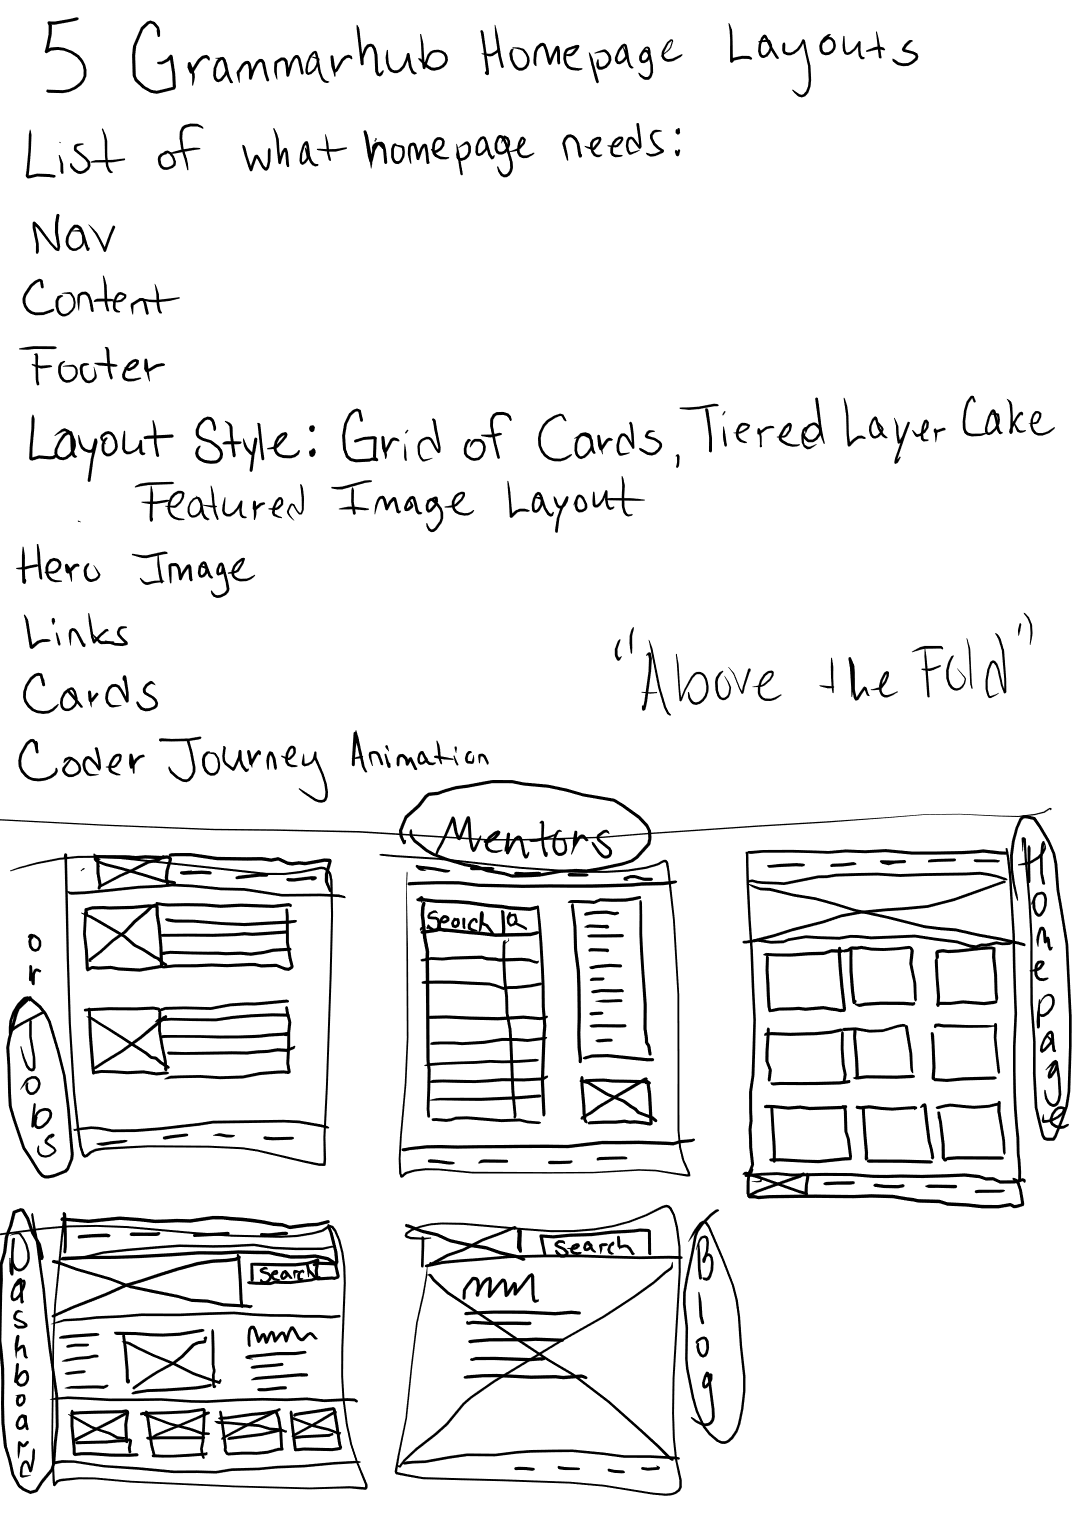 5 Grammarhub Homepage Layouts
List of what homepage needs:
Nav
Content
Footer
Layout Style: Grid of Cards, Tiered Layer Cake
Featured Image Layout
Hero Image
Links
"Above the Fold"
Cards
Coder Journey Animation
Mentors
or Jobs
Search
Homepage
Dashboard
Search
Search
Blog